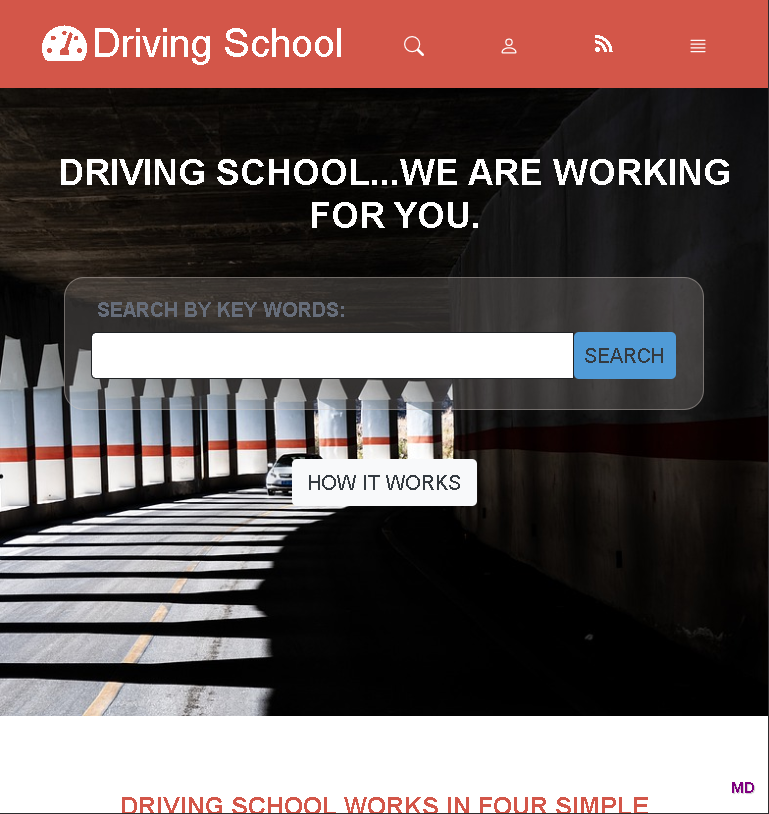 Driving School
DRIVING SCHOOL...WE ARE WORKING
FOR YOU.
SEARCH BY KEY WORDS:
SEARCH
HOW IT WORKS
MD
DRIVING SCHOOL WORKS IN FOUR SIMPLE